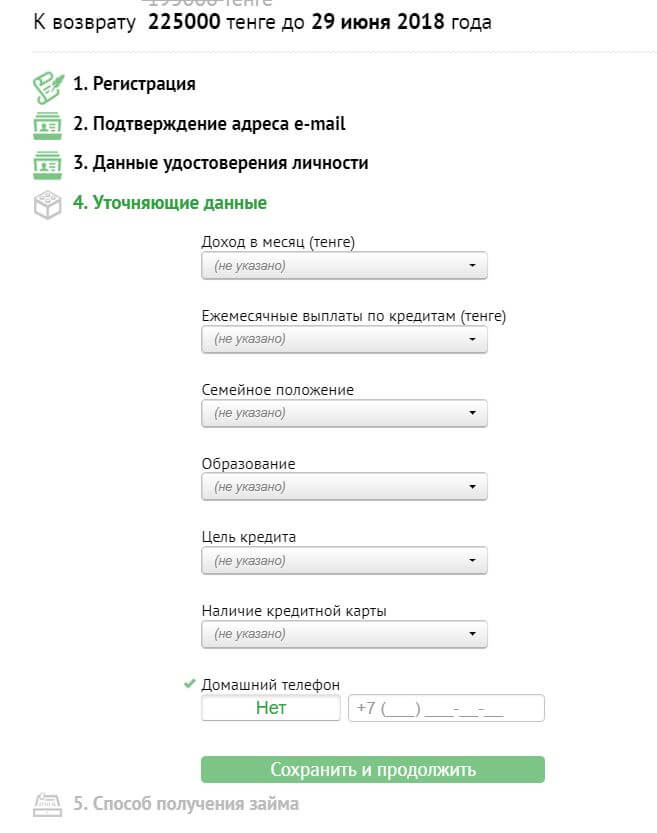 тенге
К возврату 225000 тенге до 29 июня 2018 года
1. Регистрация
2. Подтверждение адреса e-mail
3. Данные удостоверения личности
4. Уточняющие данные
Доход в месяц (тенге)
(не указано)
Ежемесячные выплаты по кредитам (тенге)
(не указано)
Семейное положение
(не указано)
Образование
(не указано)
Цель кредита
(не указано)
Наличие кредитной карты
(не указано)
Домашний телефон
Нет +7 (___) ___-__-__
Сохранить и продолжить
5. Способ получения займа